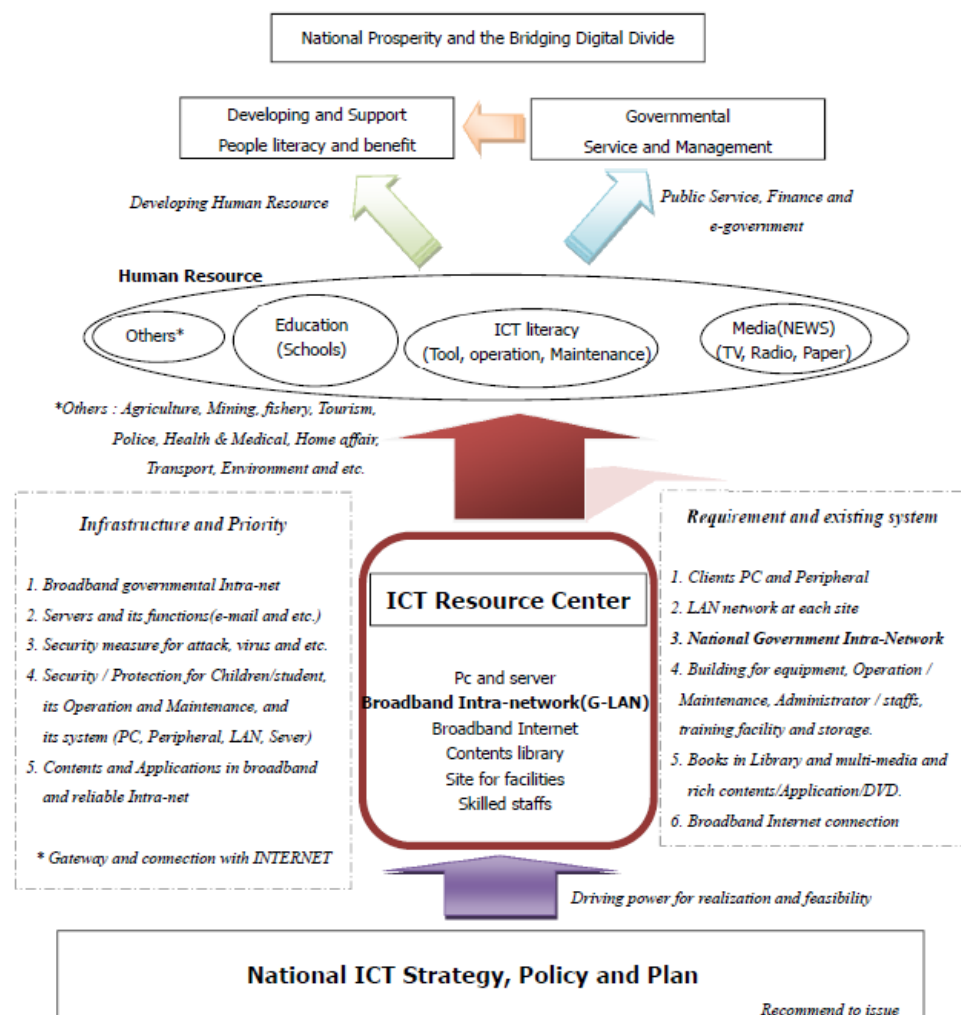 National Prosperity and the Bridging Digital Divide
Developing and Support
People literacy and benefit
Governmental
Service and Management
Developing Human Resource
Public Service, Finance and
e-government
Human Resource
Others*
Education
(Schools)
ICT literacy
(Tool, operation, Maintenance)
Media(NEWS)
(TV, Radio, Paper)
*Others : Agriculture, Mining, fishery, Tourism,
Police, Health & Medical, Home affair,
Transport, Environment and etc.
Infrastructure and Priority
1. Broadband governmental Intra-net
2. Servers and its functions(e-mail and etc.)
3. Security measure for attack, virus and etc.
4. Security / Protection for Children/student,
its Operation and Maintenance, and
its system (PC, Peripheral, LAN, Sever)
5. Contents and Applications in broadband
and reliable Intra-net
* Gateway and connection with INTERNET
ICT Resource Center
Pc and server
Broadband Intra-network(G-LAN)
Broadband Internet
Contents library
Site for facilities
Skilled staffs
Requirement and existing system
1. Clients PC and Peripheral
2. LAN network at each site
3. National Government Intra-Network
4. Building for equipment, Operation /
Maintenance, Administrator / staffs,
training facility and storage.
5. Books in Library and multi-media and
rich contents/Application/DVD.
6. Broadband Internet connection
Driving power for realization and feasibility
National ICT Strategy, Policy and Plan
Recommend to issue